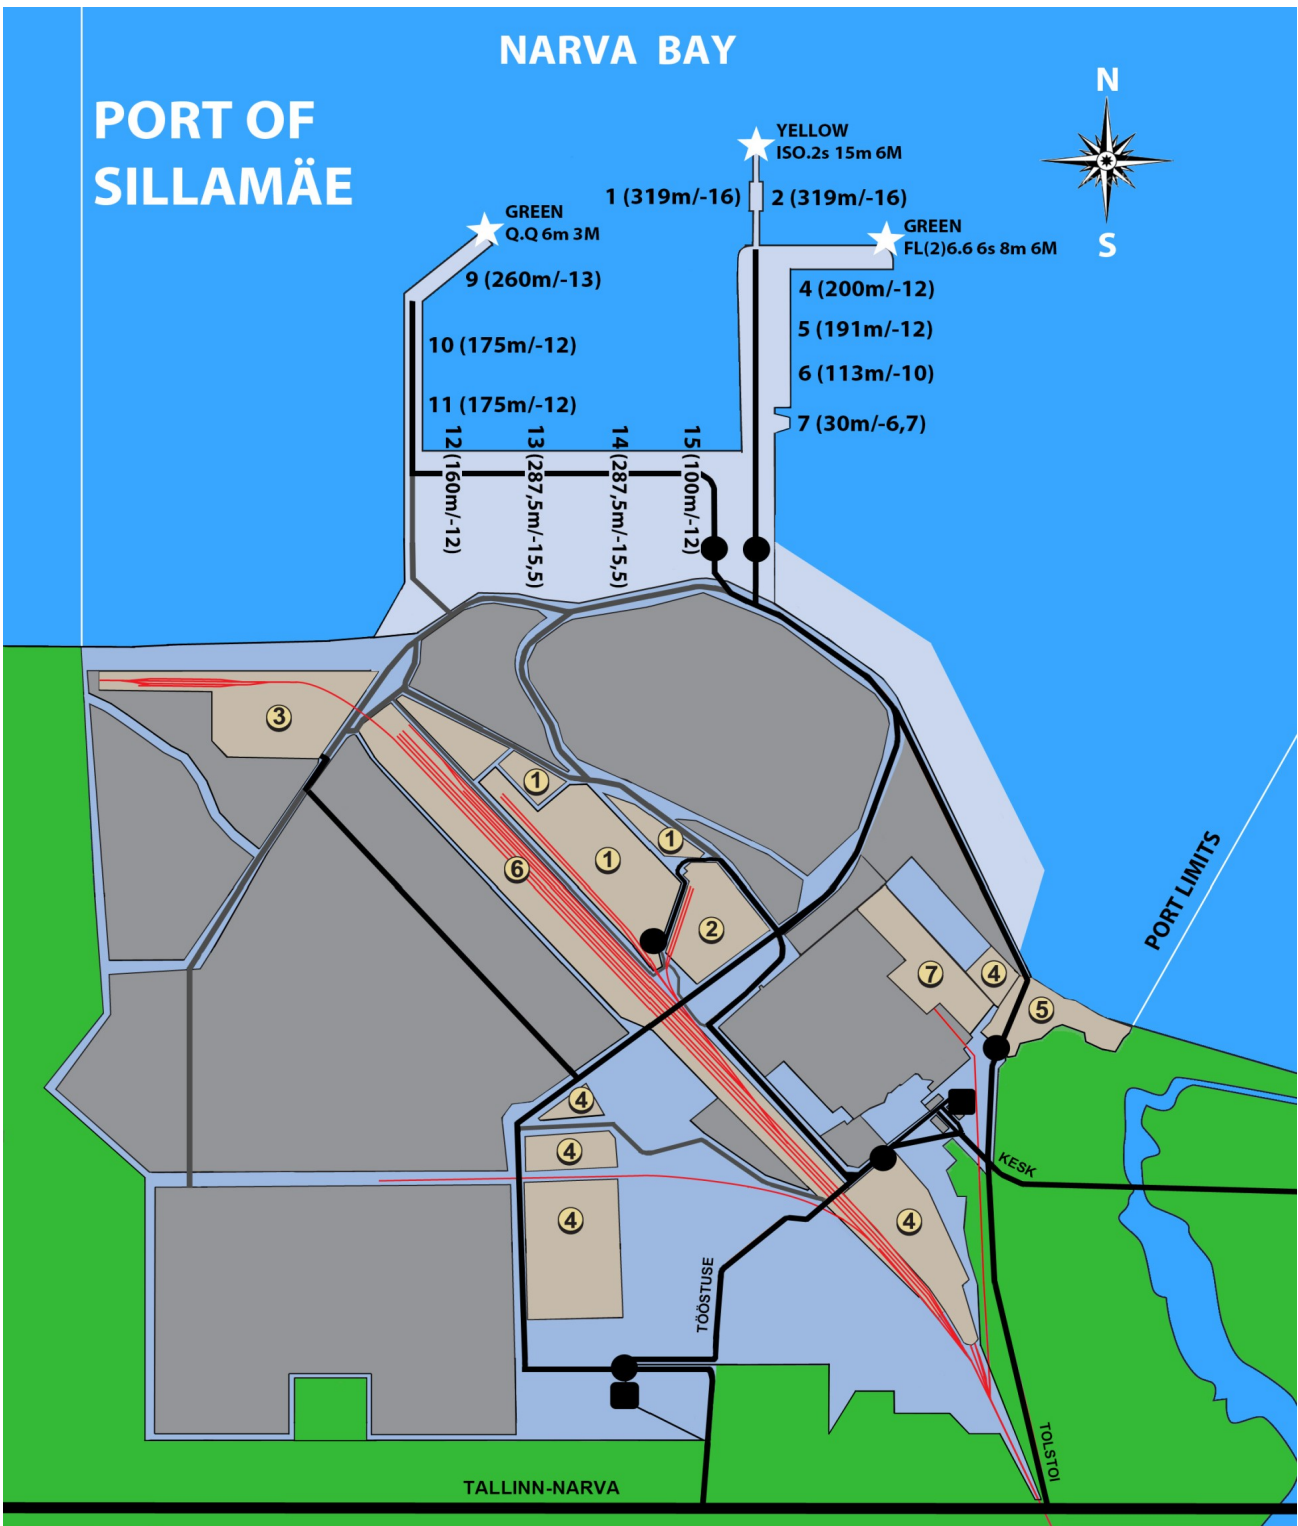 NARVA BAY
PORT OF
SILLAMÄE
N
S
YELLOW
ISO.2s 15m 6M
1 (319m/-16)
2 (319m/-16)
GREEN
Q.Q 6m 3M
GREEN
FL(2)6.6 6s 8m 6M
9 (260m/-13)
4 (200m/-12)
5 (191m/-12)
10 (175m/-12)
6 (113m/-10)
11 (175m/-12)
7 (30m/-6,7)
12 (160m/-12)
13 (287,5m/-15,5)
14 (287,5m/-15,5)
15 (100m/-12)
3
1
1
1
6
2
7
4
5
PORT LIMITS
4
4
4
4
KESK
TÖÖSTUSE
TOLSTOI
TALLINN-NARVA